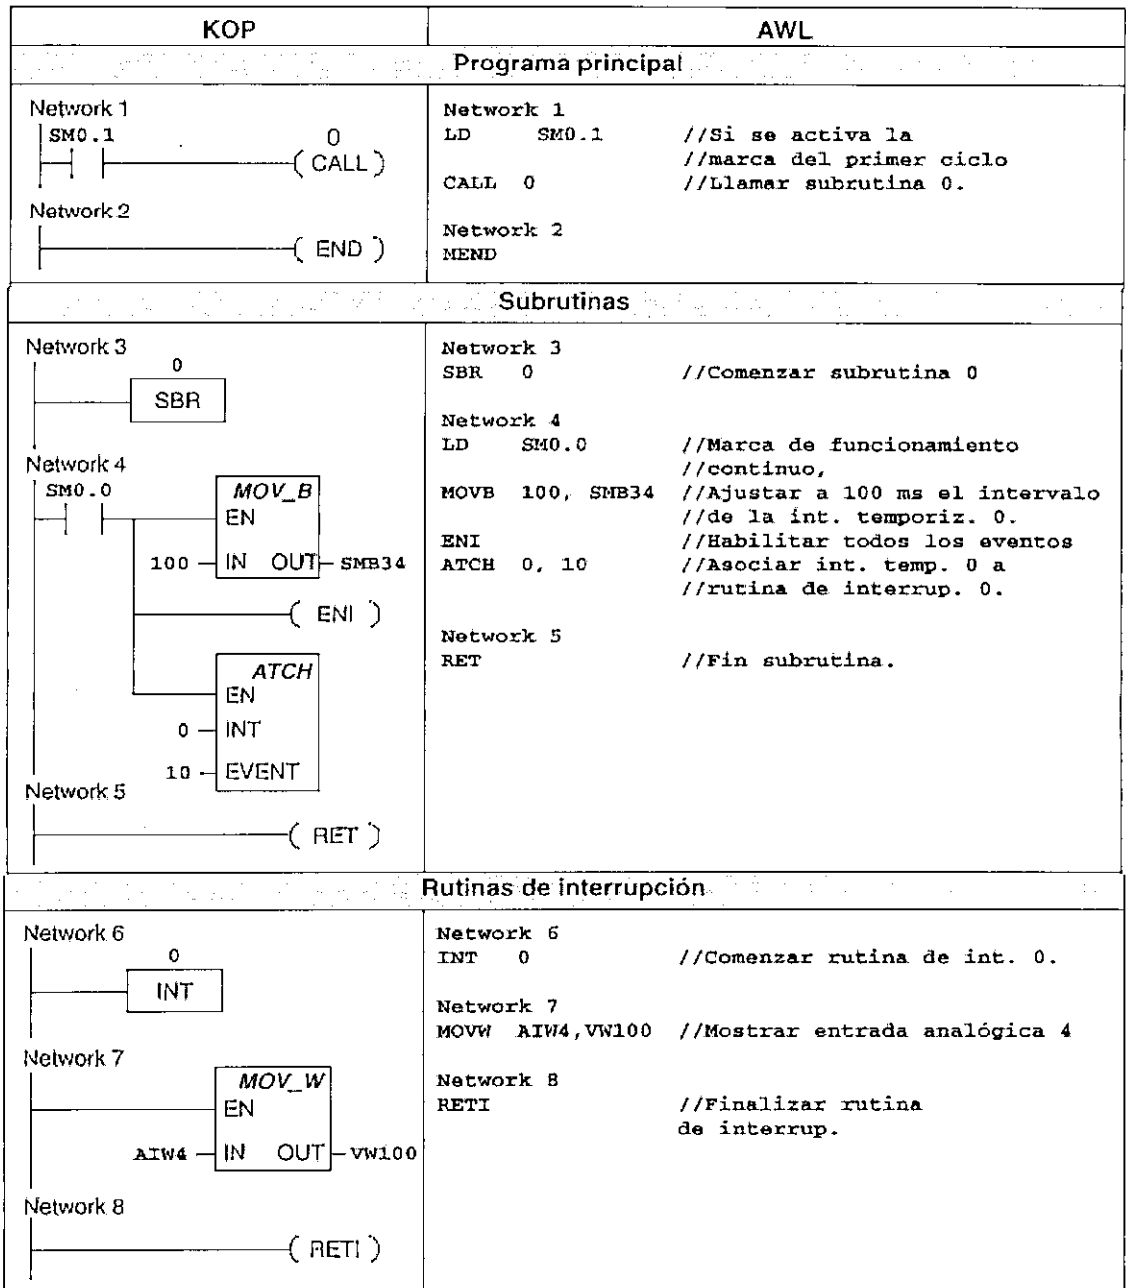 KOP AWL
Programa principal
Network 1
SM0.1 0
( CALL )
Network 2
( END )
Network 1
LD SM0.1 //Si se activa la
//marca del primer ciclo
CALL 0 //Llamar subrutina 0.
Network 2
MEND
Subrutinas
Network 3
0
SBR
Network 4
SM0.0 MOV_B
EN
100 IN OUT SMB34
( ENI )
ATCH
EN
0 INT
10 EVENT
Network 5
( RET )
Network 3
SBR 0 //Comenzar subrutina 0
Network 4
LD SM0.0 //Marca de funcionamiento
//continuo,
MOVB 100, SMB34 //Ajustar a 100 ms el intervalo
//de la int. temporiz. 0.
ENI //Habilitar todos los eventos
ATCH 0, 10 //Asociar int. temp. 0 a
//rutina de interrup. 0.
Network 5
RET //Fin subrutina.
Rutinas de interrupción
Network 6
0
INT
Network 7
MOV_W
EN
AIW4 IN OUT VW100
Network 8
( RETI )
Network 6
INT 0 //Comenzar rutina de int. 0.
Network 7
MOVW AIW4,VW100 //Mostrar entrada analógica 4
Network 8
RETI //Finalizar rutina
de interrup.